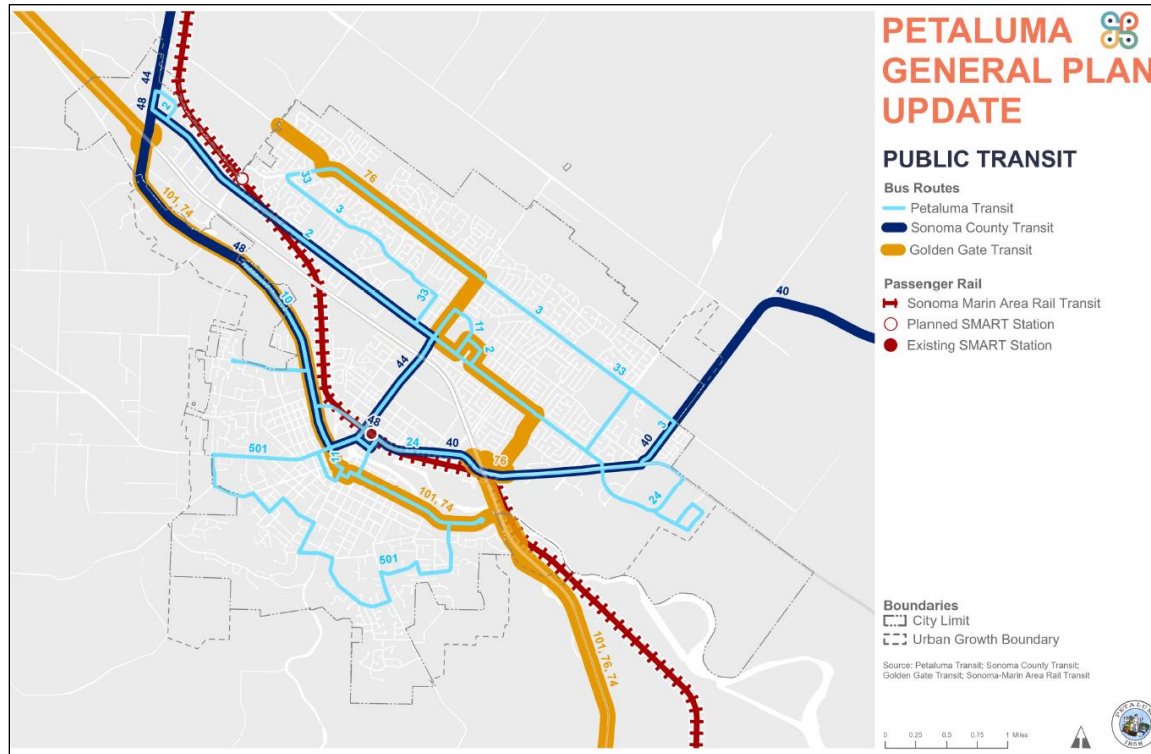 PETALUMA
GENERAL PLAN
UPDATE
PUBLIC TRANSIT
Bus Routes
Petaluma Transit
Sonoma County Transit
Golden Gate Transit
Passenger Rail
Sonoma Marin Area Rail Transit
Planned SMART Station
Existing SMART Station
Boundaries
City Limit
Urban Growth Boundary
Source: Petaluma Transit; Sonoma County Transit;
Golden Gate Transit; Sonoma-Marin Area Rail Transit
0 0.25 0.5 0.75 1 Miles
PETALUMA
1858
44
48
2
101, 74
48
10
76
33
3
2
33
44
11
2
3
33
3
40
40
48
24
40
76
501
11
101, 74
24
501
101, 76, 74